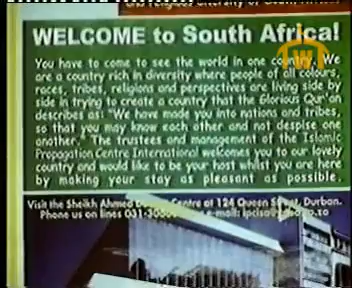 religious diversity of
WELCOME to South Africa!
You have to come to see the world in one country. We
are a country rich in diversity where people of all colours,
races, tribes, religions and perspectives are living side by
side in trying to create a country that the Glorious Qur'an
describes as: "We have made you into nations and tribes,
so that you may know each other and not despise one
another." The trustees and management of the Islamic
Propagation Centre International welcomes you to our lovely
country and would like to be your host whilst you are here
by making your stay as pleasant as possible.
Visit the Sheikh Ahmed Centre at 124 Queen Street, Durban.
Phone us on lines e-mail: